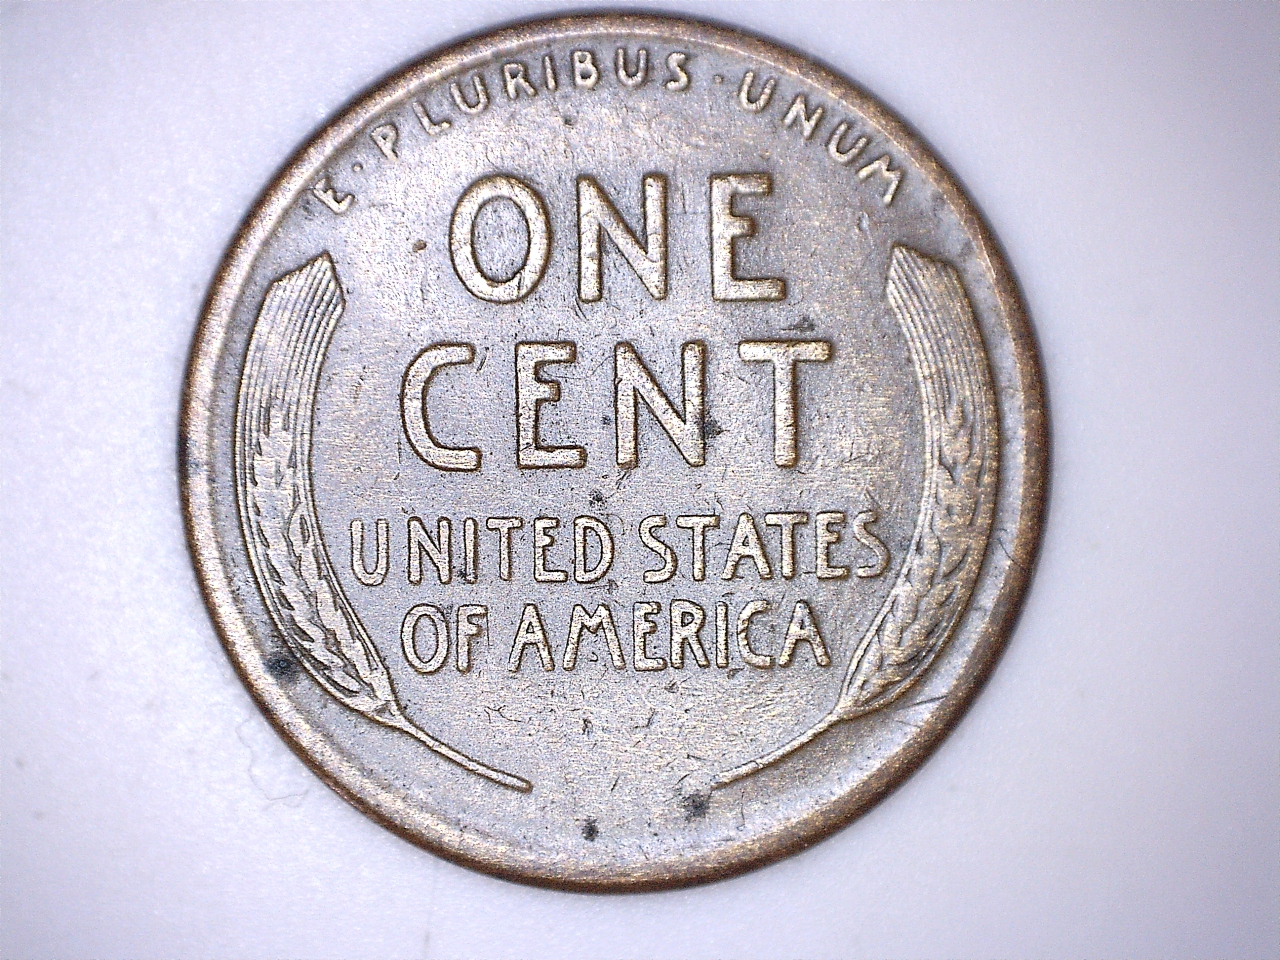 E·PLURIBUS·UNUM
ONE
CENT
UNITED STATES
OF AMERICA